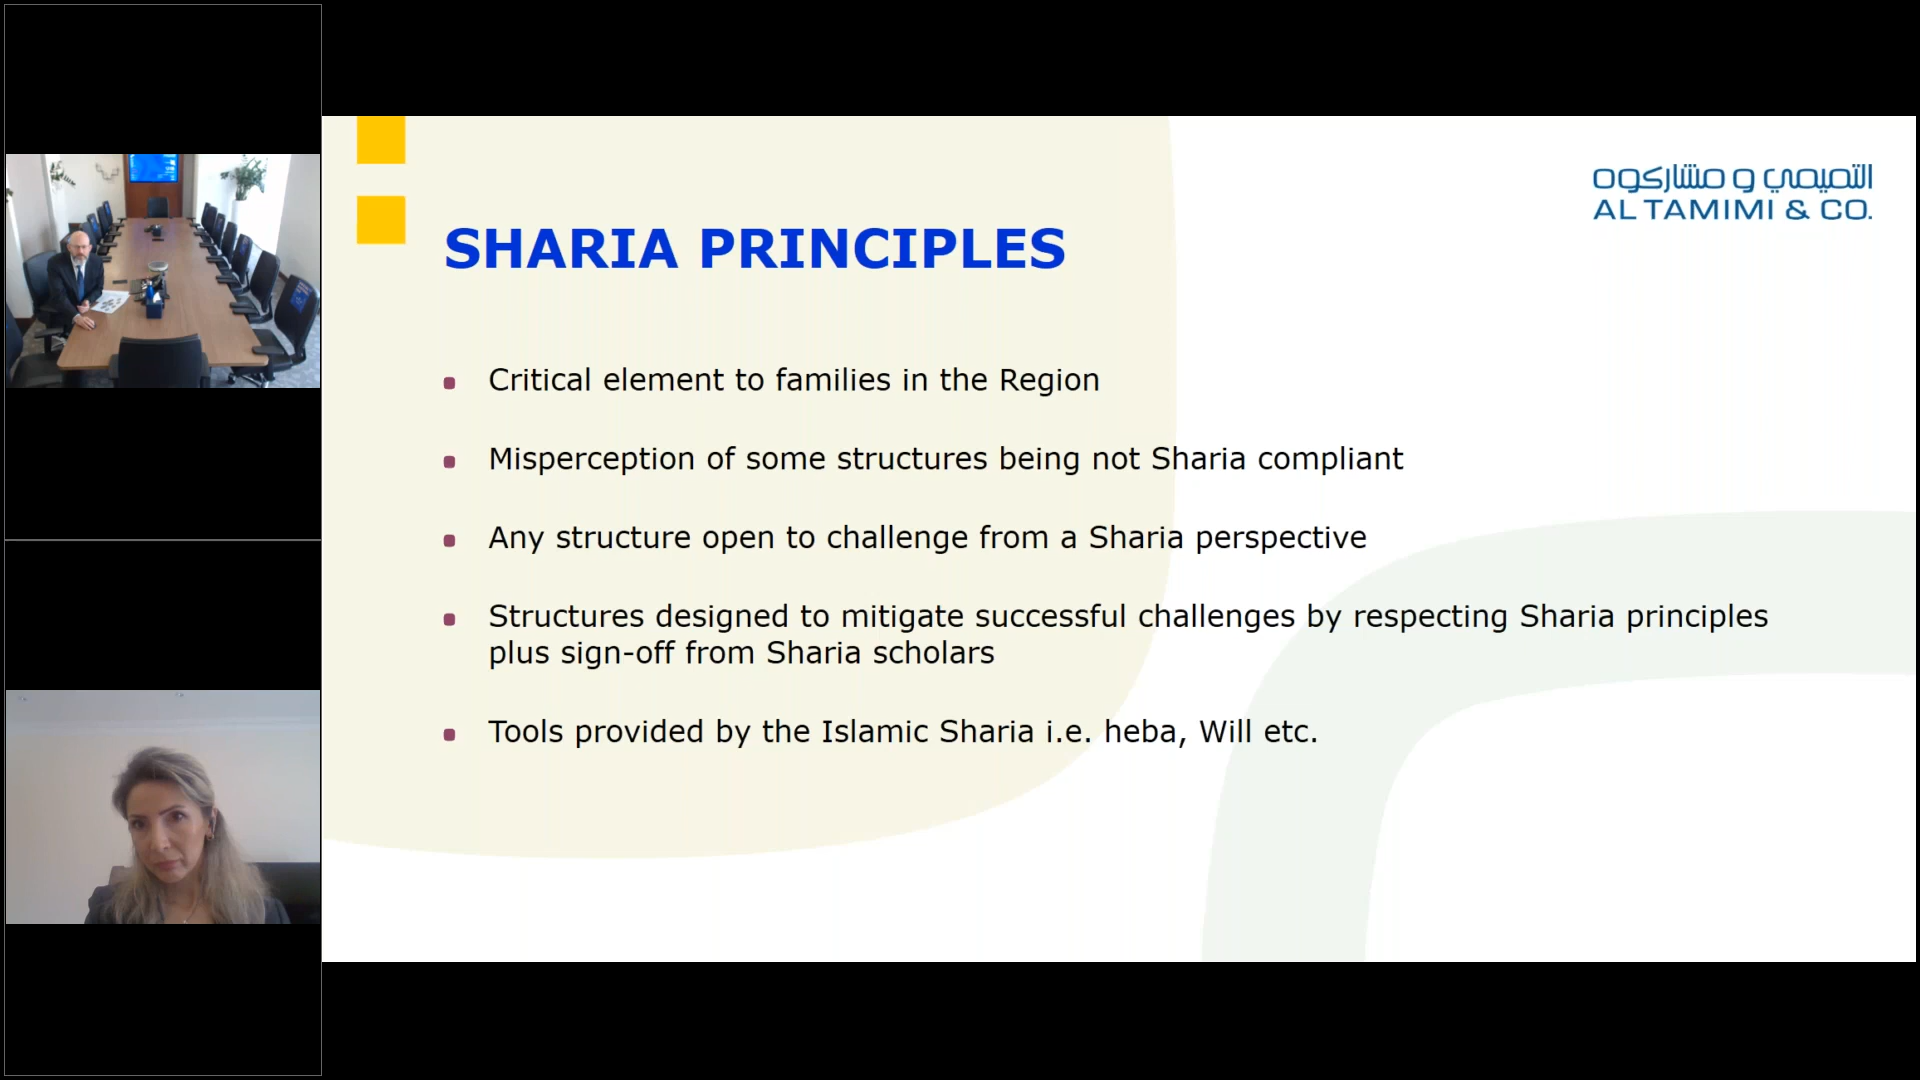 التميمي و مشاركوه
AL TAMIMI & CO.
SHARIA PRINCIPLES
Critical element to families in the Region
Misperception of some structures being not Sharia compliant
Any structure open to challenge from a Sharia perspective
Structures designed to mitigate successful challenges by respecting Sharia principles
plus sign-off from Sharia scholars
Tools provided by the Islamic Sharia i.e. heba, Will etc.